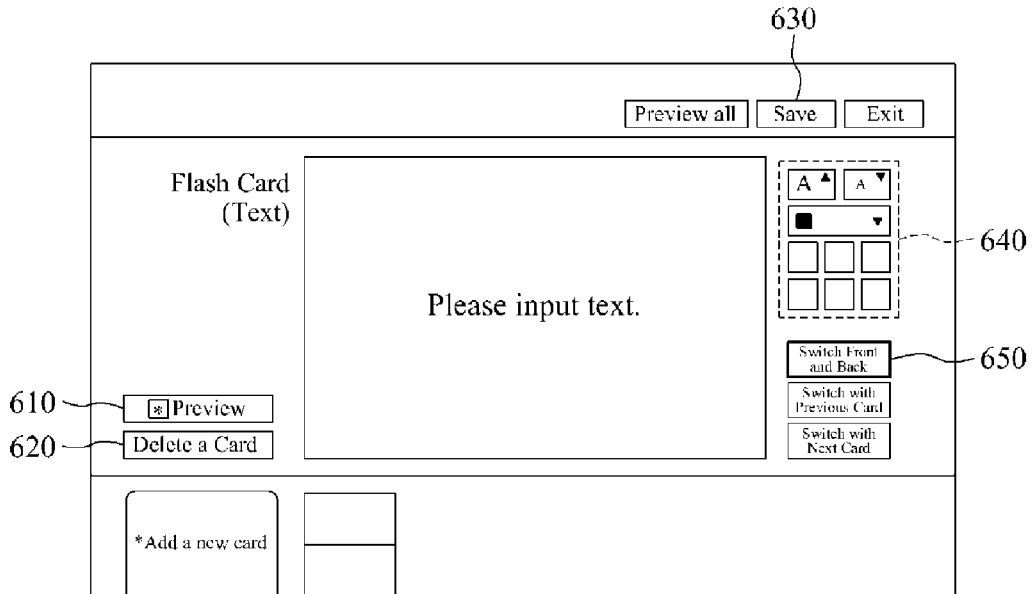 630
Preview all Save Exit
Flash Card
(Text)
A A
640
Please input text.
Switch Front
and Back
650
610
* Preview
Switch with
Previous Card
620
Delete a Card
Switch with
Next Card
*Add a new card